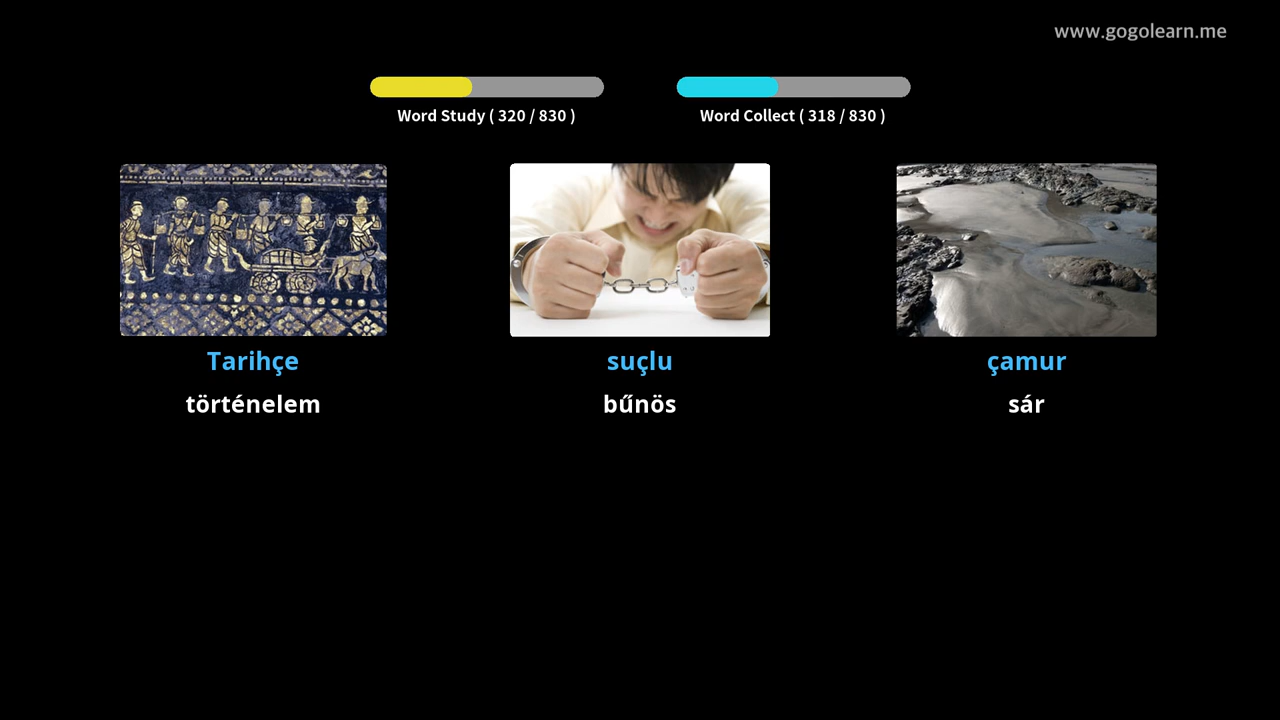 www.gogolearn.me
Word Study ( 320 / 830 )
Word Collect ( 318 / 830 )
Tarihçe
suçlu
çamur
történelem
bűnös
sár